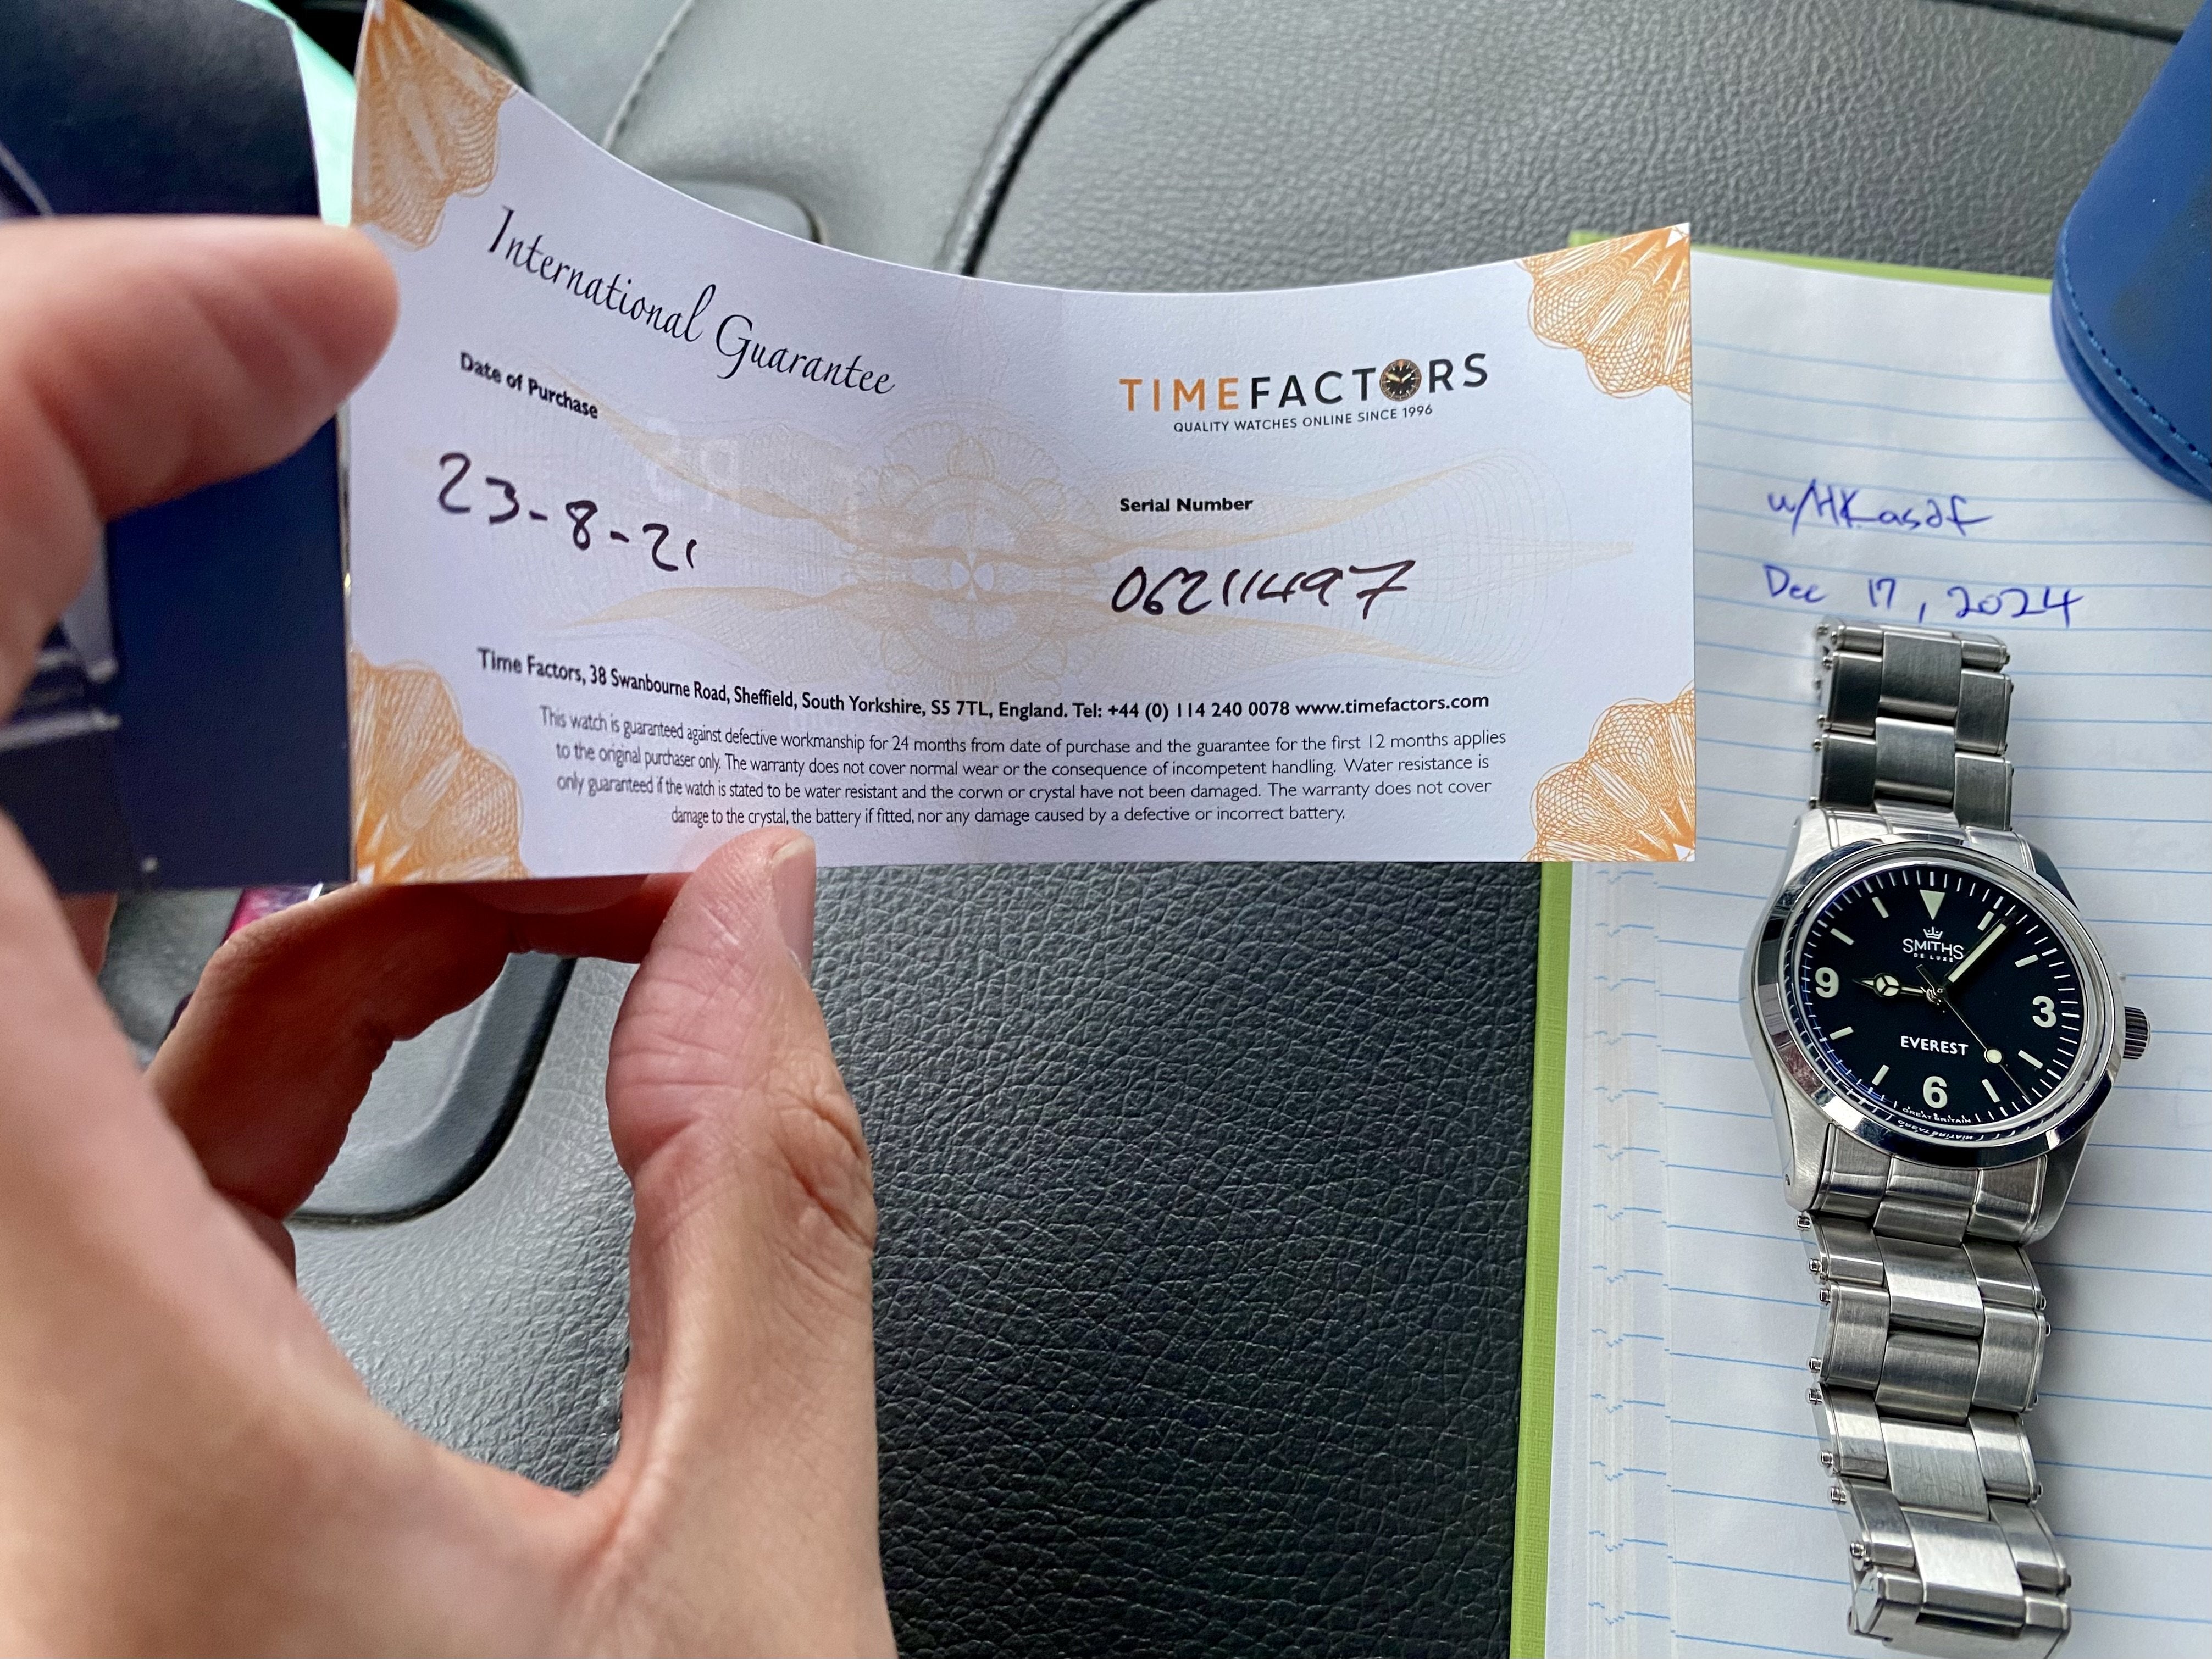 International Guarantee
Date of Purchase
23-8-21
TIMEFACTORS
QUALITY WATCHES ONLINE SINCE 1996
Serial Number
06211497
Time Factors, 38 Swanbourne Road, Sheffield, South Yorkshire, S5 7TL, England. Tel: +44 (0) 114 240 0078 www.timefactors.com
This watch is guaranteed against defective workmanship for 24 months from date of purchase and the guarantee for the first 12 months applies
to the original purchaser only. The warranty does not cover normal wear or the consequence of incompetent handling. Water resistance is
only guaranteed if the watch is stated to be water resistant and the corwn or crystal have not been damaged. The warranty does not cover
damage to the crystal, the battery if fitted, nor any damage caused by a defective or incorrect battery.
u/HKasdf
Dec 17, 2024
SMITHS
DE LUXE
9
3
EVEREST
6
GREAT BRITAIN